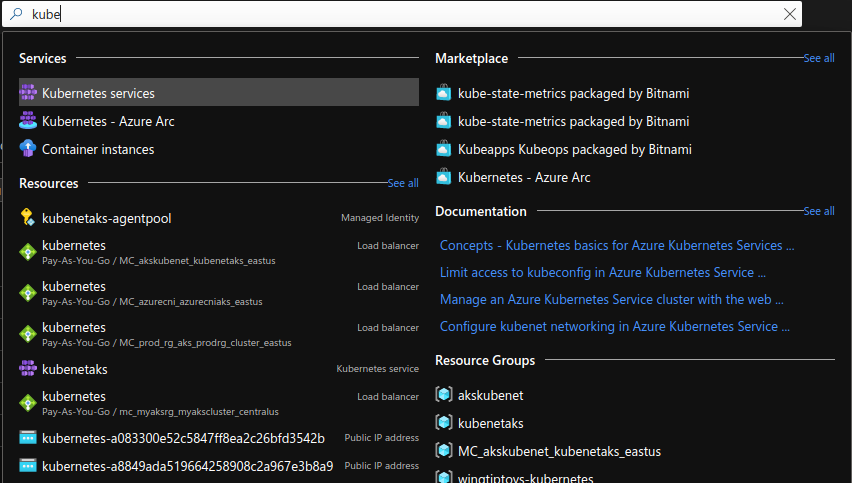 kube
Services
Kubernetes services
Kubernetes - Azure Arc
Container instances
Resources See all
kubenetaks-agentpool Managed Identity
kubernetes Load balancer
Pay-As-You-Go / MC_akskubenet_kubenetaks_eastus
kubernetes Load balancer
Pay-As-You-Go / MC_azurecni_azurecniaks_eastus
kubernetes Load balancer
Pay-As-You-Go / MC_prod_rg_aks_prodrg_cluster_eastus
kubenetaks Kubernetes service
kubernetes Load balancer
Pay-As-You-Go / mc_myaksrg_myakscluster_centralus
kubernetes-a083300e52c5847ff8ea2c26bfd3542b Public IP address
kubernetes-a8849ada519664258908c2a967e3b8a9 Public IP address
Marketplace See all
kube-state-metrics packaged by Bitnami
kube-state-metrics packaged by Bitnami
Kubeapps Kubeops packaged by Bitnami
Kubernetes - Azure Arc
Documentation See all
Concepts - Kubernetes basics for Azure Kubernetes Services ...
Limit access to kubeconfig in Azure Kubernetes Service ...
Manage an Azure Kubernetes Service cluster with the web ...
Configure kubenet networking in Azure Kubernetes Service ...
Resource Groups
akskubenet
kubenetaks
MC_akskubenet_kubenetaks_eastus
wingtiptoys-kubernetes